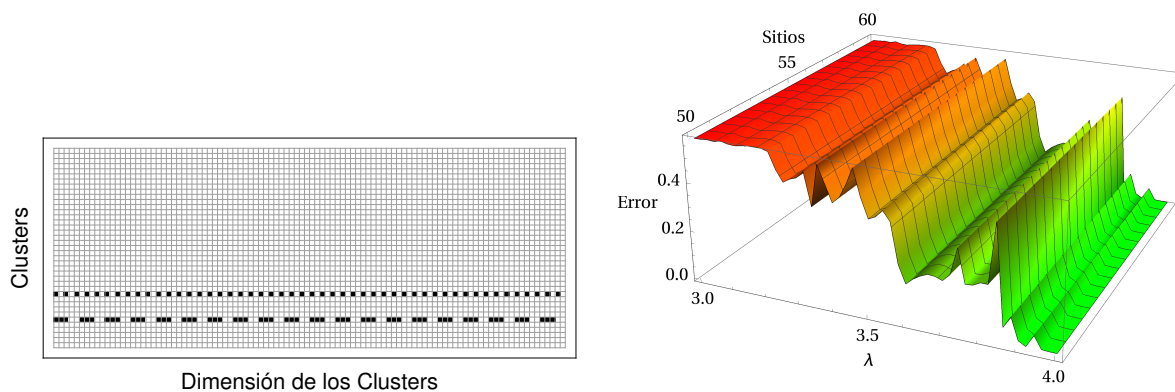 Clusters
Dimensión de los Clusters
60
Sitios
55
50
0.4
Error
0.2
0.0
3.0
3.5
λ
4.0